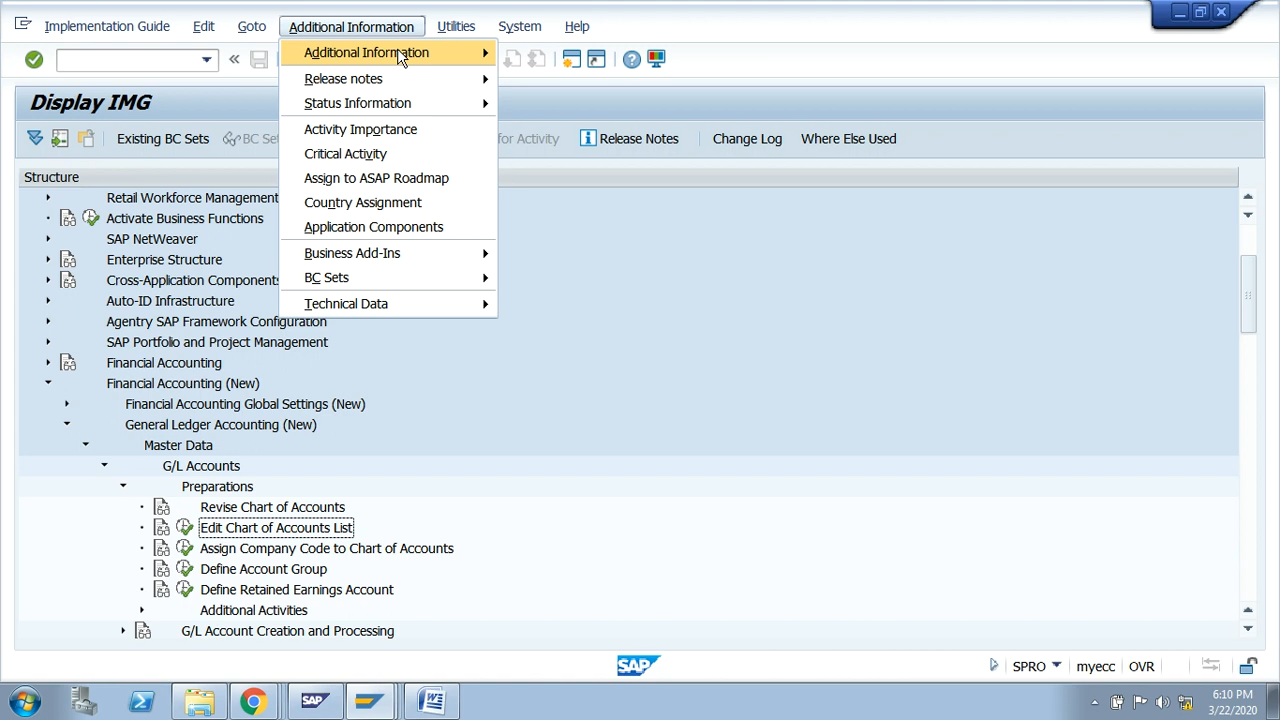 Implementation Guide Edit Goto Additional Information Utilities System Help
Additional Information
Release notes
Status Information
Activity Importance
Critical Activity
Assign to ASAP Roadmap
Country Assignment
Application Components
Business Add-Ins
BC Sets
Technical Data
Display IMG
Existing BC Sets BC Set for Activity Release Notes Change Log Where Else Used
Structure
Retail Workforce Management
Activate Business Functions
SAP NetWeaver
Enterprise Structure
Cross-Application Components
Auto-ID Infrastructure
Agentry SAP Framework Configuration
SAP Portfolio and Project Management
Financial Accounting
Financial Accounting (New)
Financial Accounting Global Settings (New)
General Ledger Accounting (New)
Master Data
G/L Accounts
Preparations
Revise Chart of Accounts
Edit Chart of Accounts List
Assign Company Code to Chart of Accounts
Define Account Group
Define Retained Earnings Account
Additional Activities
G/L Account Creation and Processing
SAP SPRO myecc OVR
SAP 6:10 PM
3/22/2020